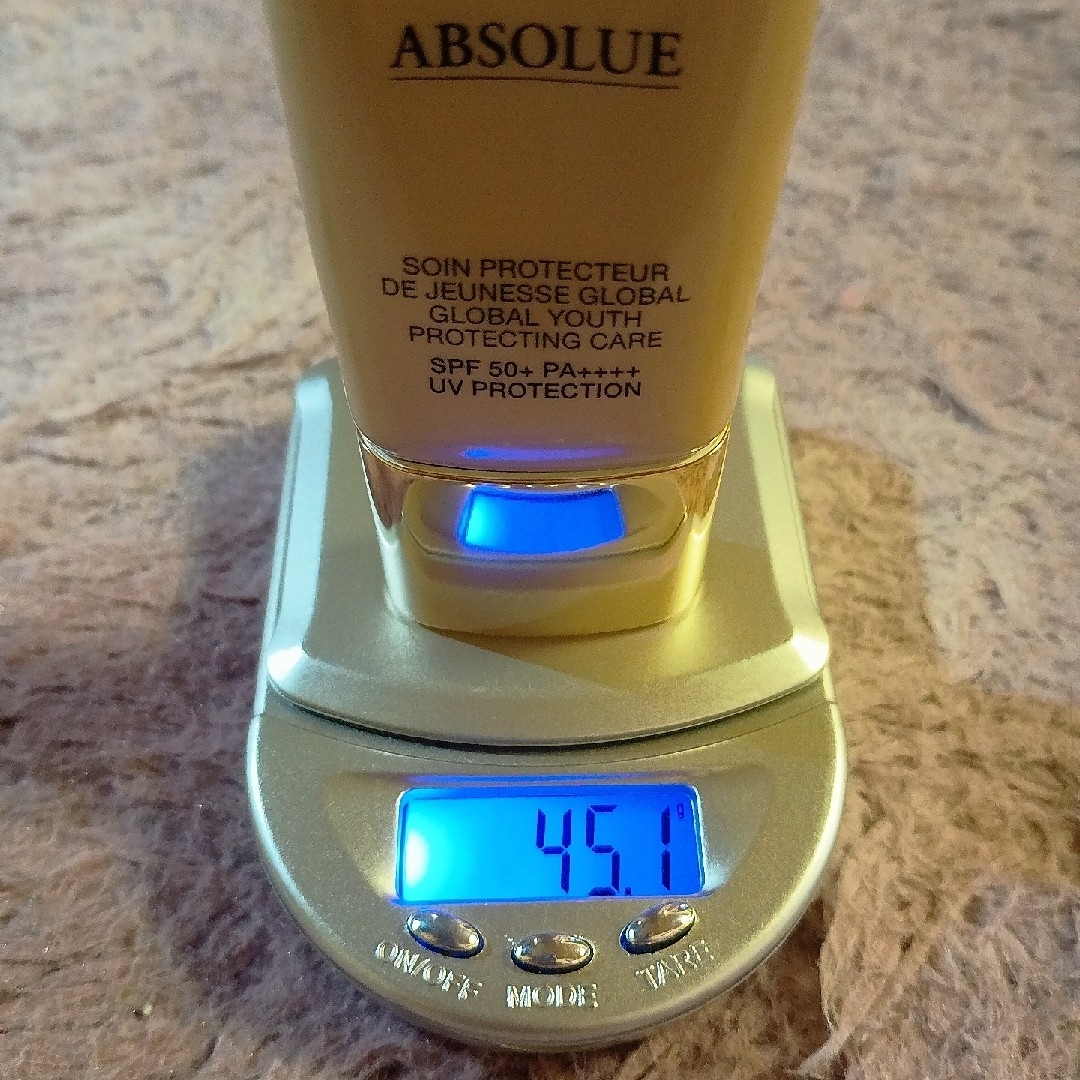 ABSOLUE
SOIN PROTECTEUR
DE JEUNESSE GLOBAL
GLOBAL YOUTH
PROTECTING CARE
SPF 50+ PA++++
UV PROTECTION
45.1 g
ON/OFF MODE TARE